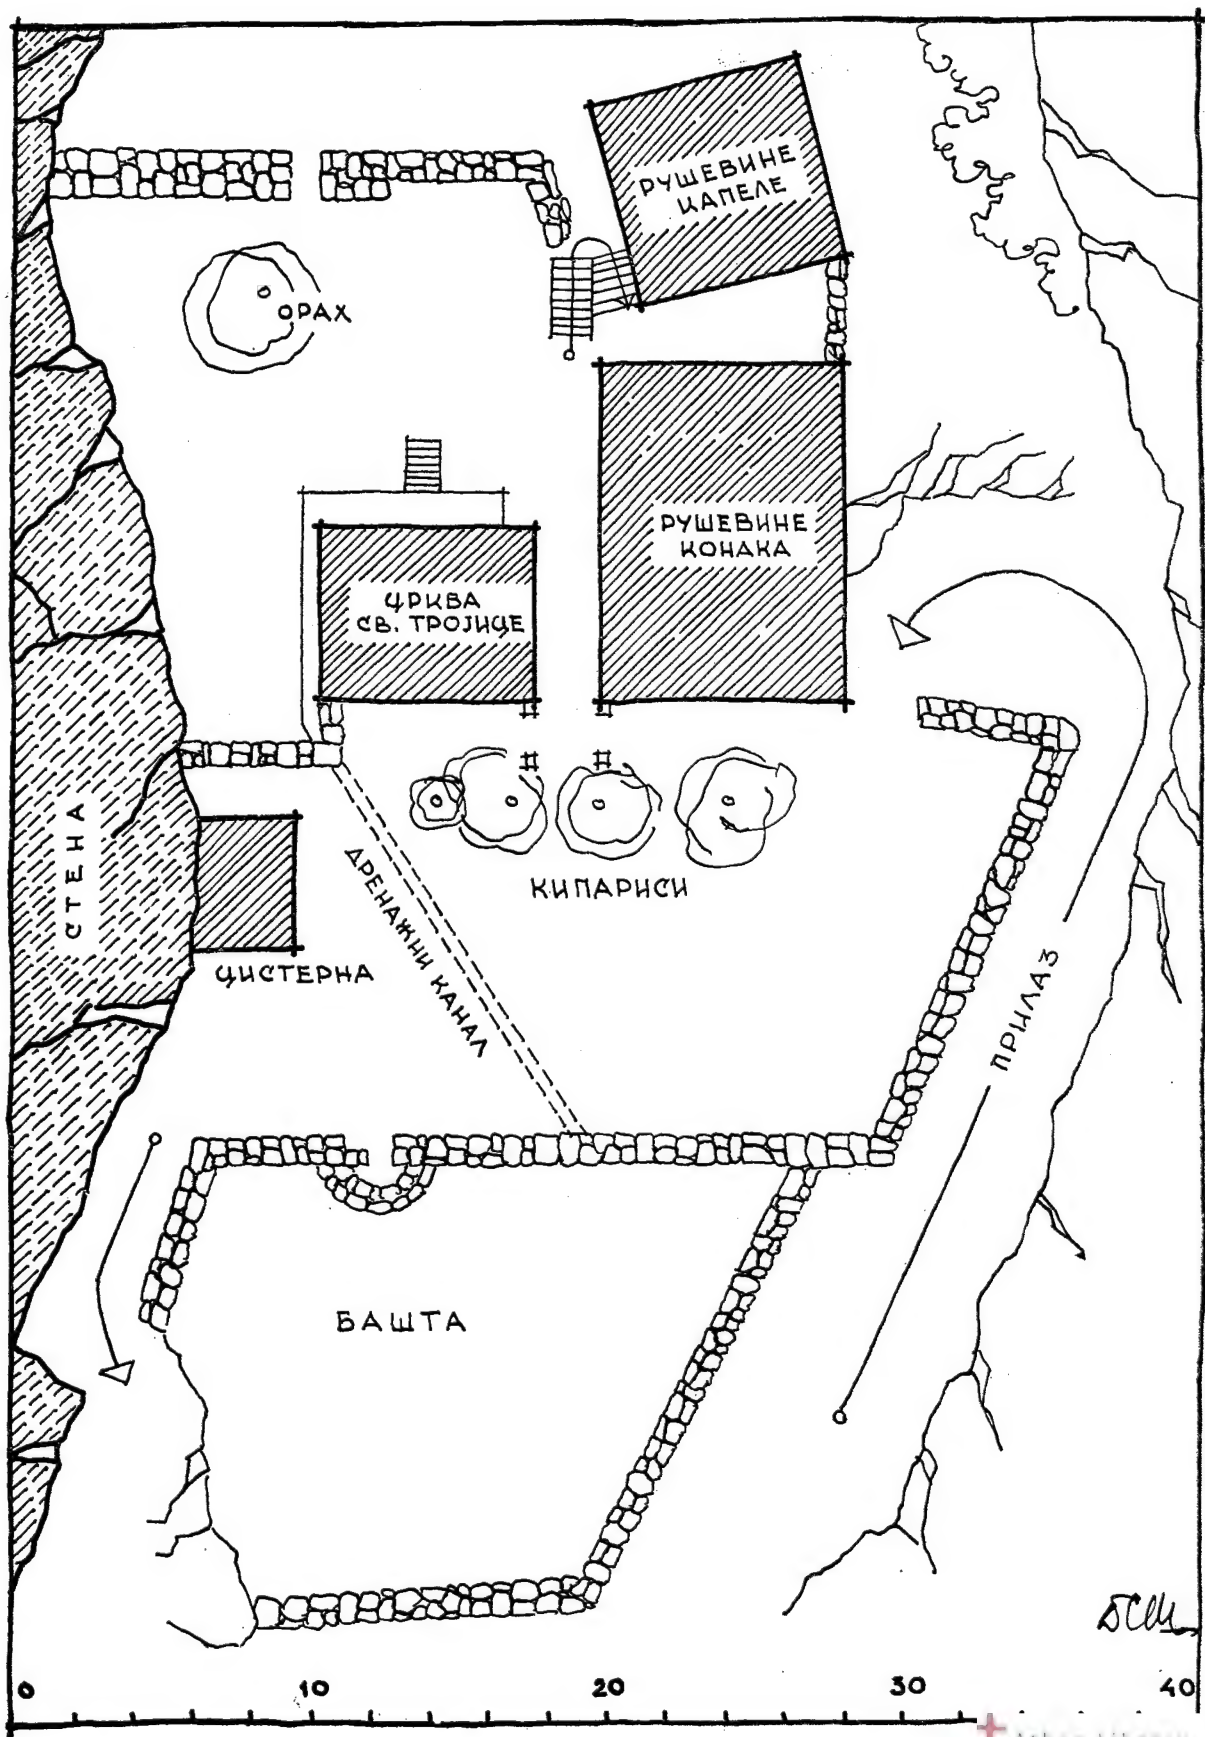 РУШЕВИНЕ
КАПЕЛЕ
ОРАХ
РУШЕВИНЕ
КОНАКА
ЦРКВА
СВ. ТРОЈИЦЕ
СТЕНА
ДРЕНАЖНИ КАНАЛ
КИПАРИСИ
ЦИСТЕРНА
ПРИЛАЗ
БАШТА
0 10 20 30 40